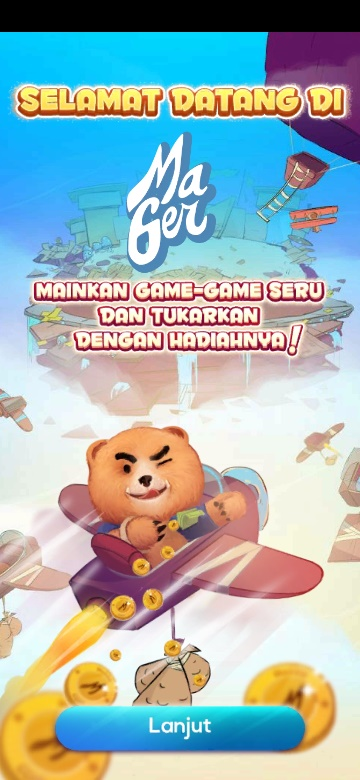 SELAMAT DATANG DI
Ma
Ger
MAINKAN GAME-GAME SERU
DAN TUKARKAN
DENGAN HADIAHNYA!
Lanjut